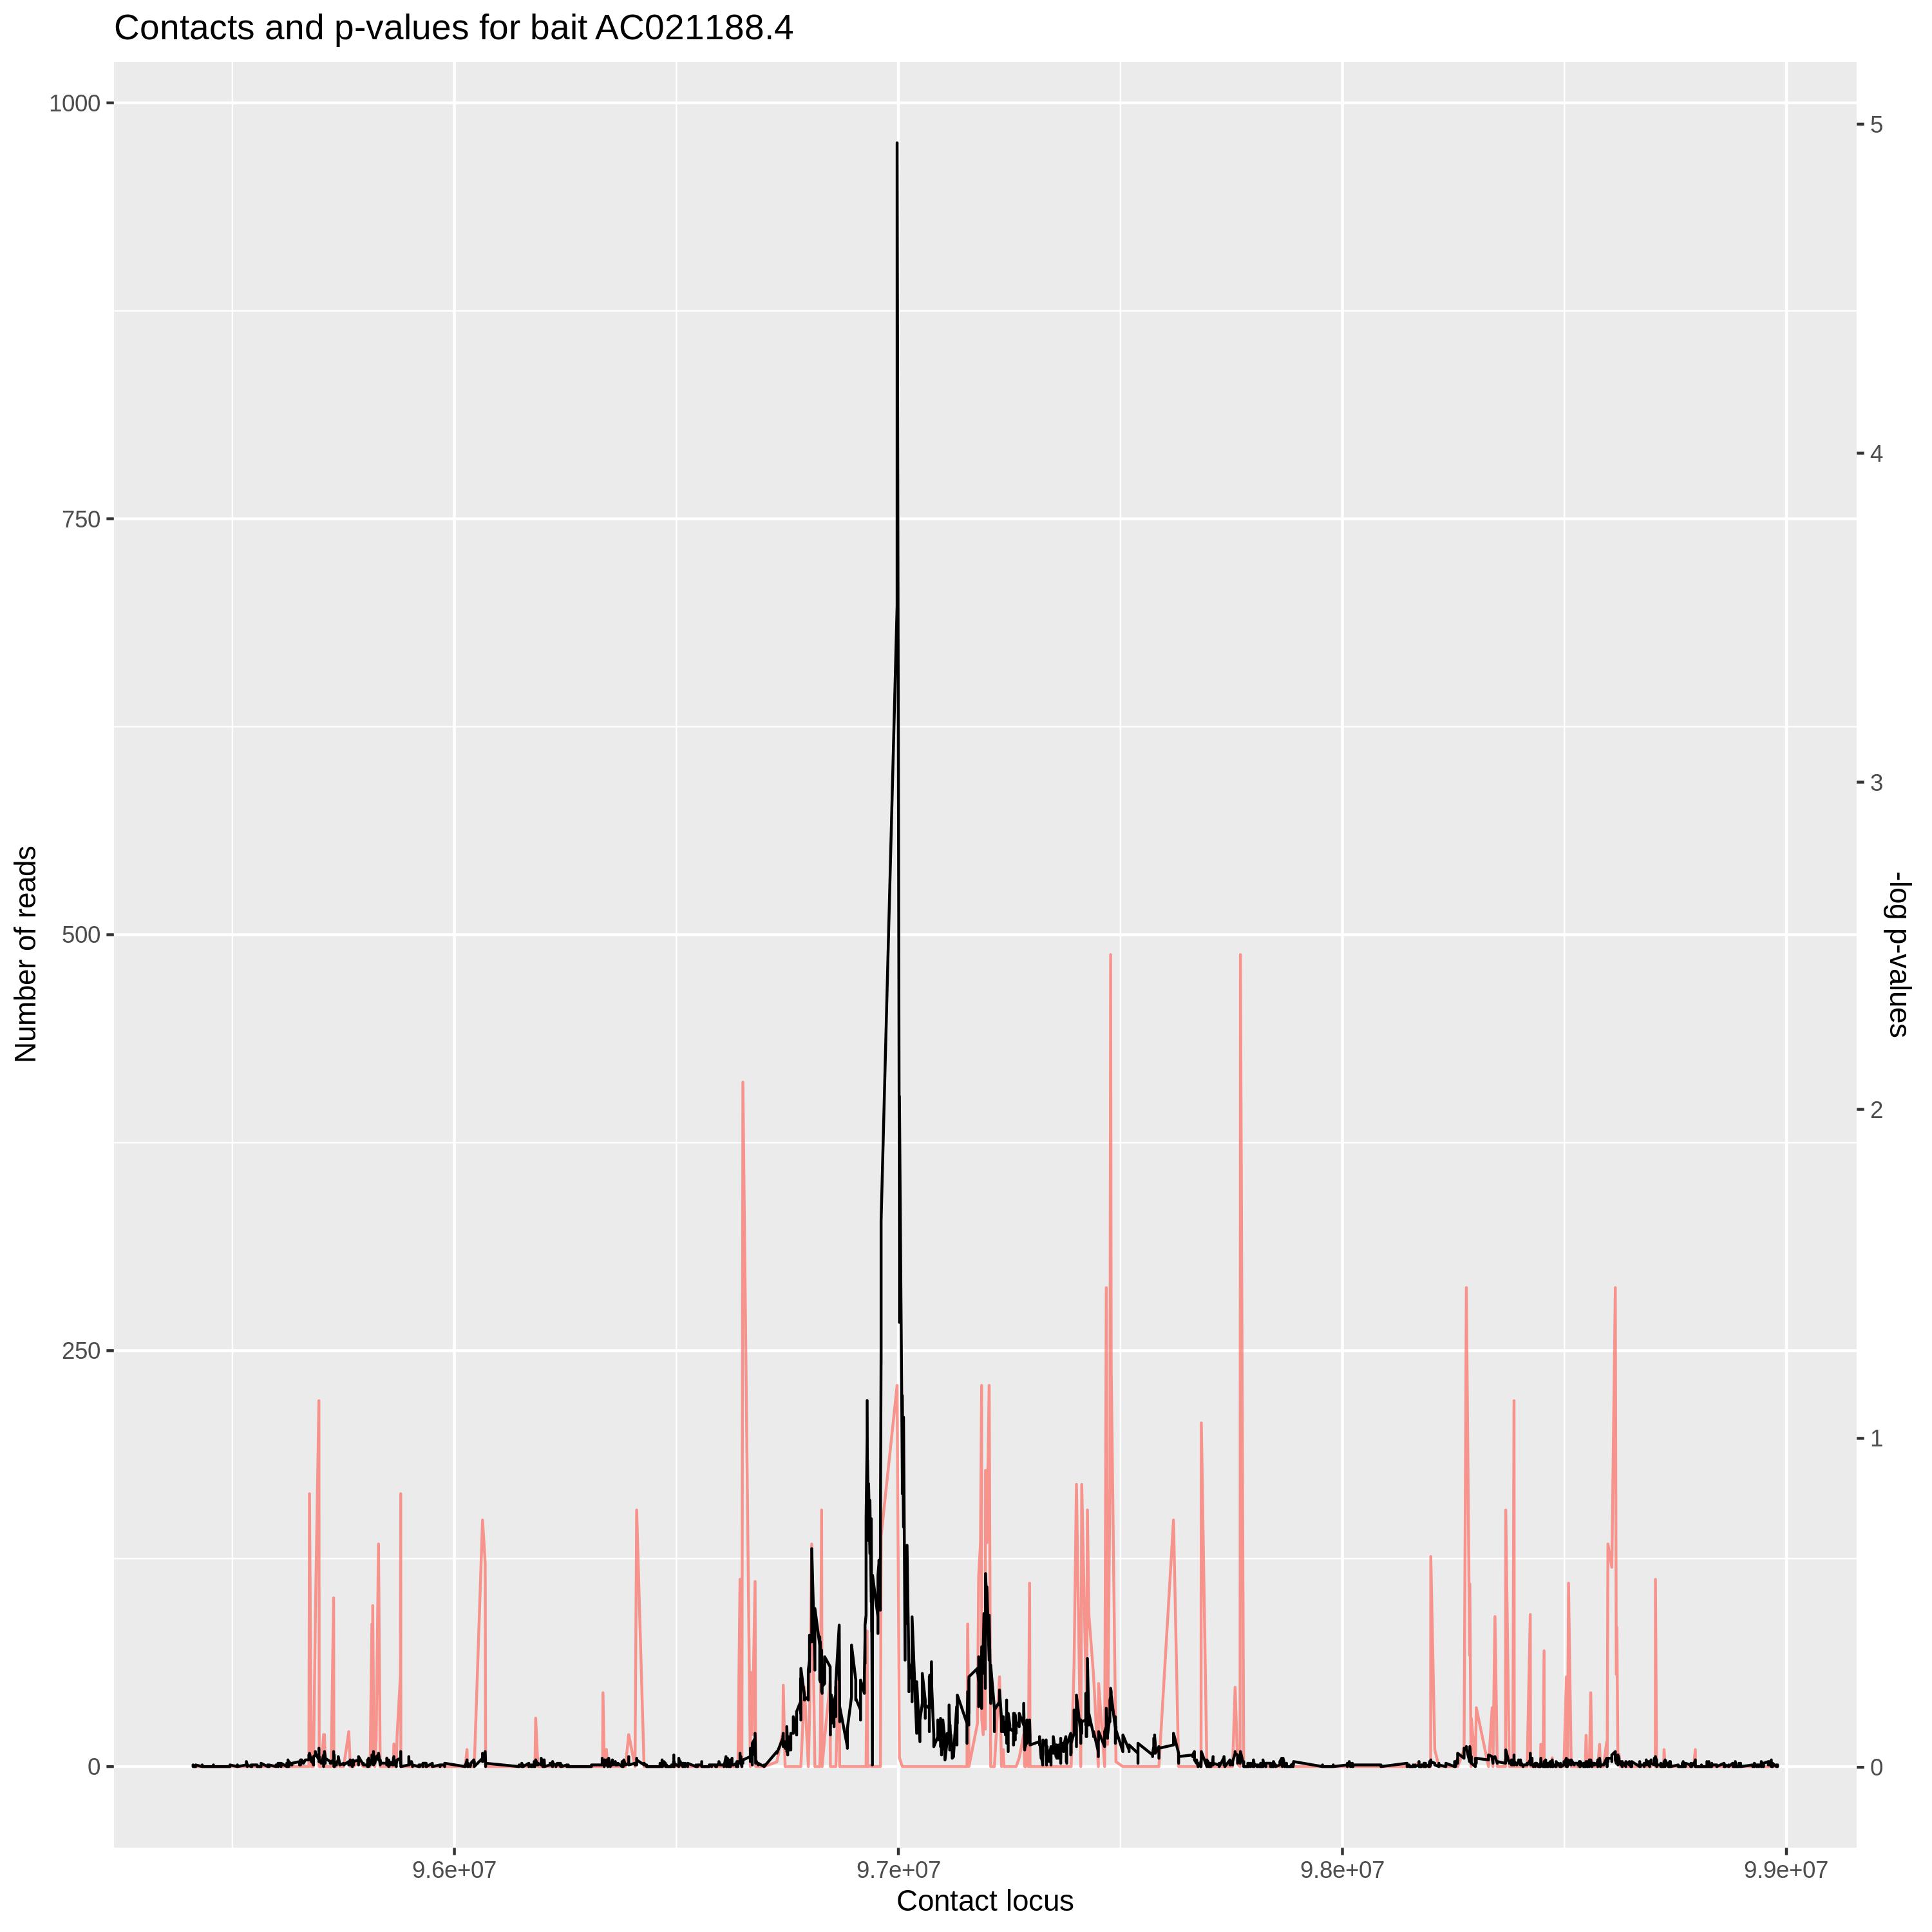 Contacts and p-values for bait AC021188.4
1000
750
500
250
0
Number of reads
5
4
3
2
1
0
-log p-values
9.6e+07
9.7e+07
9.8e+07
9.9e+07
Contact locus